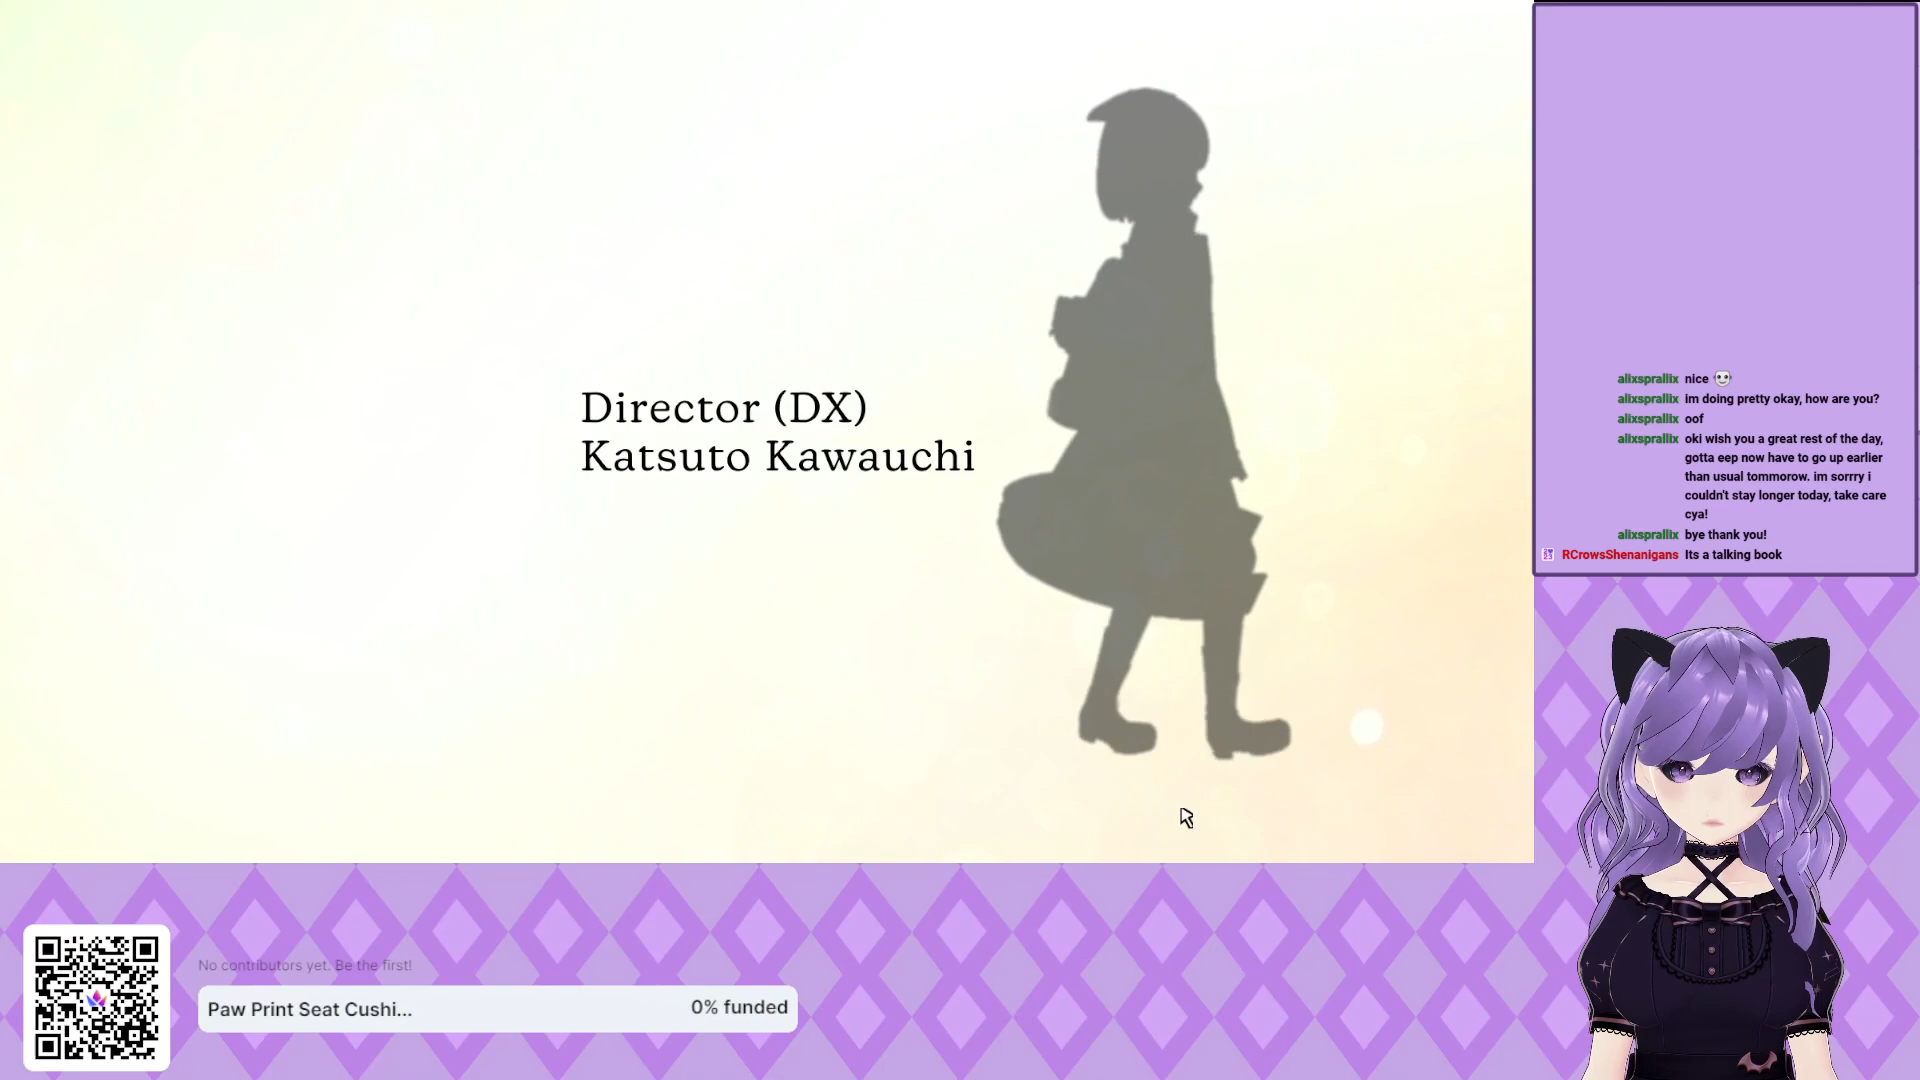 Director (DX)
Katsuto Kawauchi
alixsprallix nice
alixsprallix im doing pretty okay, how are you?
alixsprallix oof
alixsprallix oki wish you a great rest of the day,
gotta eep now have to go up earlier
than usual tommorow. im sorrry i
couldn't stay longer today, take care
cya!
alixsprallix bye thank you!
RCrowsShenanigans Its a talking book
No contributors yet. Be the first!
Paw Print Seat Cushi... 0% funded